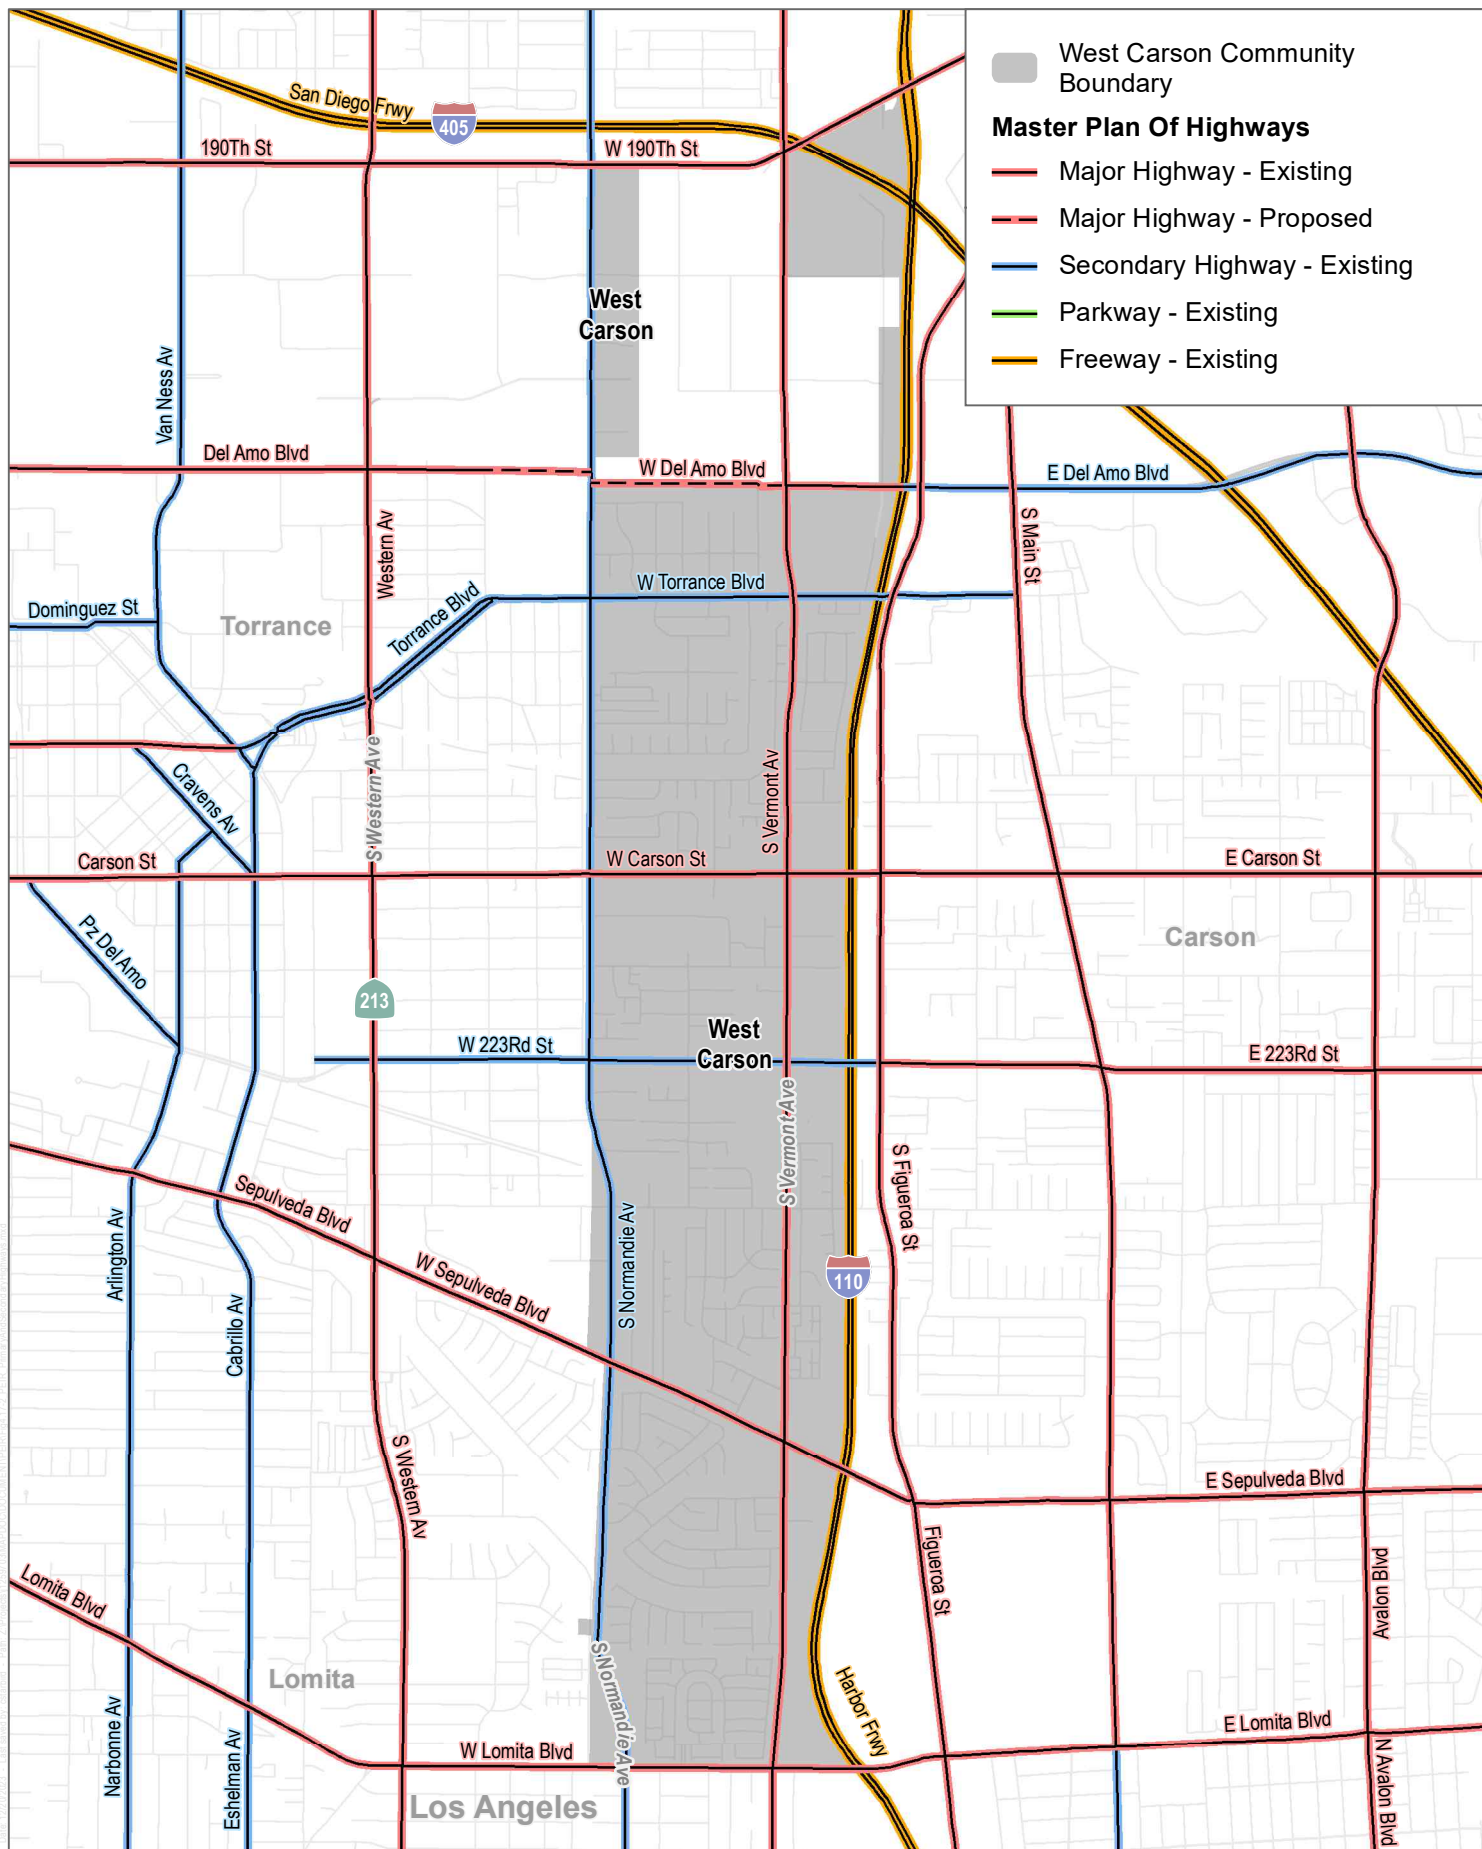 West Carson Community
Boundary
Master Plan Of Highways
Major Highway - Existing
Major Highway - Proposed
Secondary Highway - Existing
Parkway - Existing
Freeway - Existing
San Diego Frwy
405
190Th St
W 190Th St
West
Carson
Van Ness Av
Del Amo Blvd
W Del Amo Blvd
E Del Amo Blvd
Western Av
S Main St
W Torrance Blvd
Dominguez St
Torrance
Torrance Blvd
S Western Ave
S Vermont Av
Cravens Av
Carson St
W Carson St
E Carson St
Pz Del Amo
Carson
213
West
Carson
W 223Rd St
E 223Rd St
S Vermont Ave
S Figueroa St
Sepulveda Blvd
Arlington Av
S Normandie Av
W Sepulveda Blvd
110
Cabrillo Av
S Western Av
E Sepulveda Blvd
Figueroa St
Avalon Blvd
Lomita Blvd
Lomita
S Normandie Ave
Harbor Frwy
Narbonne Av
Eshelman Av
W Lomita Blvd
E Lomita Blvd
N Avalon Blvd
Los Angeles